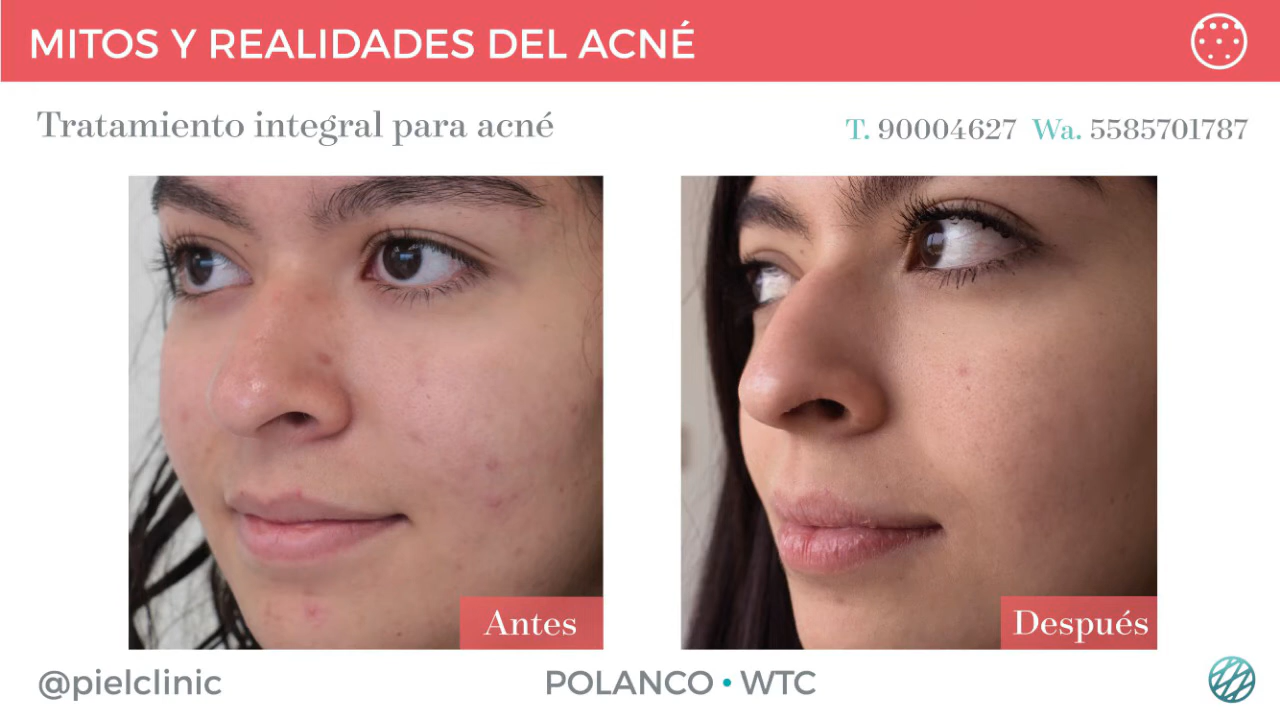 MITOS Y REALIDADES DEL ACNÉ
Tratamiento integral para acné
T. 90004627 Wa. 5585701787
Antes
Después
@pielclinic
POLANCO • WTC